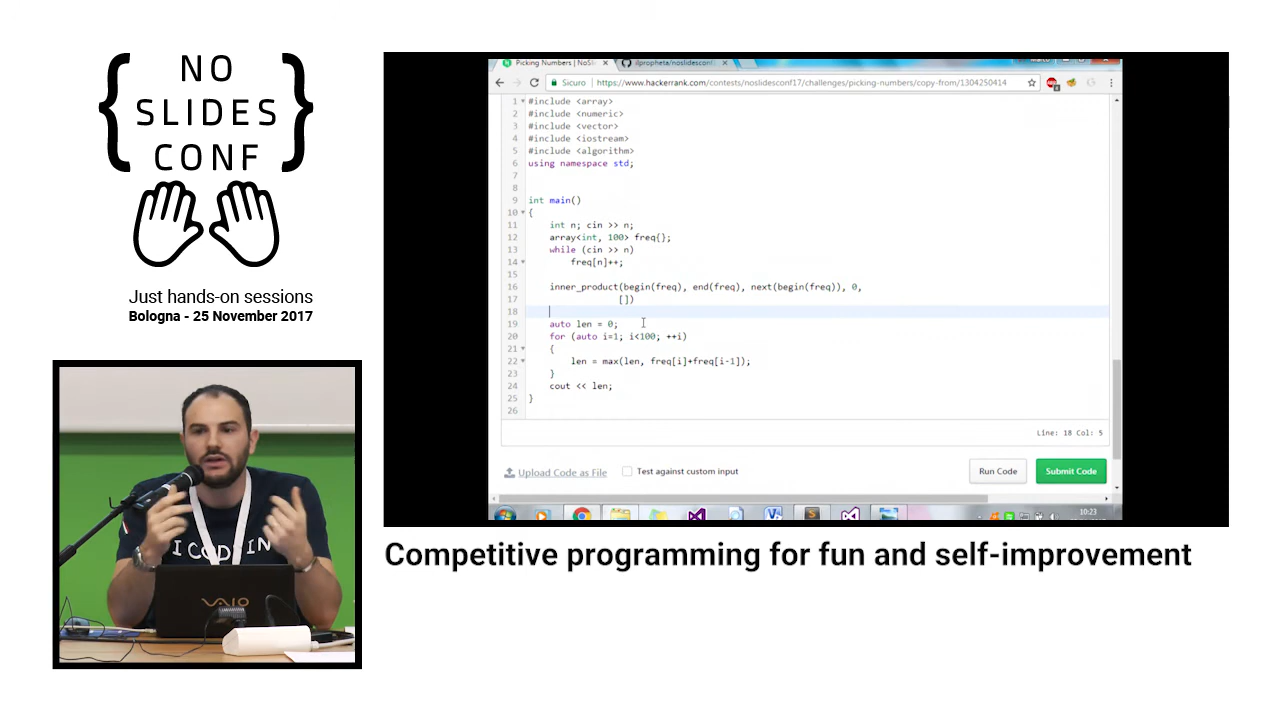 NO
SLIDES
CONF
Just hands-on sessions
Bologna - 25 November 2017
Picking Numbers | NoSl
ilpropheta/noslidesconf
Sicuro | https://www.hackerrank.com/contests/noslidesconf17/challenges/picking-numbers/copy-from/1304250414
1 #include <array>
2 #include <numeric>
3 #include <vector>
4 #include <iostream>
5 #include <algorithm>
6 using namespace std;
7
8
9 int main()
10 {
11 int n; cin >> n;
12 array<int, 100> freq{};
13 while (cin >> n)
14 freq[n]++;
15
16 inner_product(begin(freq), end(freq), next(begin(freq)), 0,
17 [])
18
19 auto len = 0;
20 for (auto i=1; i<100; ++i)
21 {
22 len = max(len, freq[i]+freq[i-1]);
23 }
24 cout << len;
25 }
26
Line: 18 Col: 5
Upload Code as File
Test against custom input
Run Code
Submit Code
10:23
VAIO
Competitive programming for fun and self-improvement